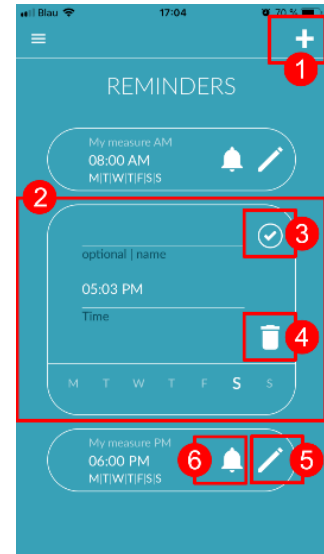 Blau 17:04 70 %
1
REMINDERS
My measure AM
08:00 AM
M|T|W|T|F|S|S
2
3
optional | name
05:03 PM
Time
4
M T W T F S S
My measure PM
06:00 PM
M|T|W|T|F|S|S
6
5